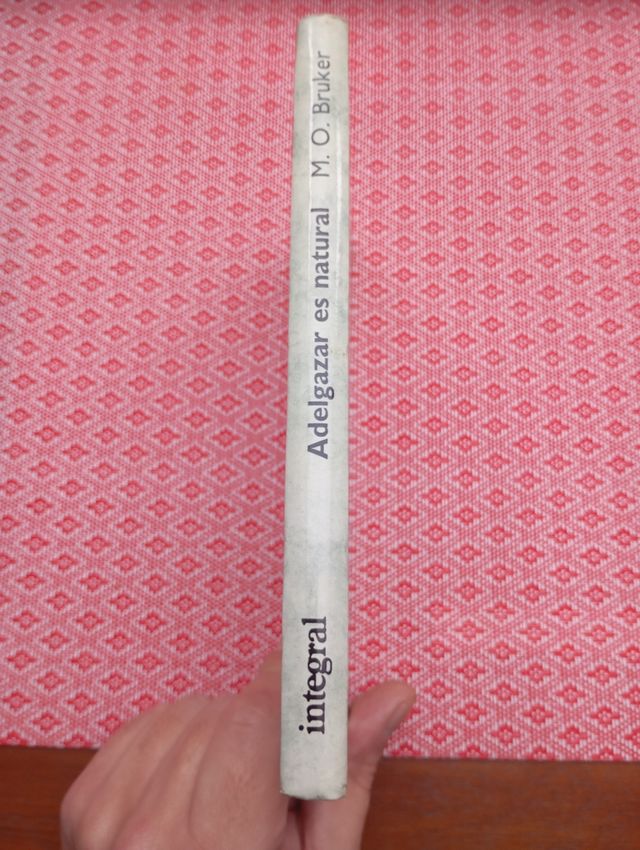 integral
Adelgazar es natural
M. O. Bruker